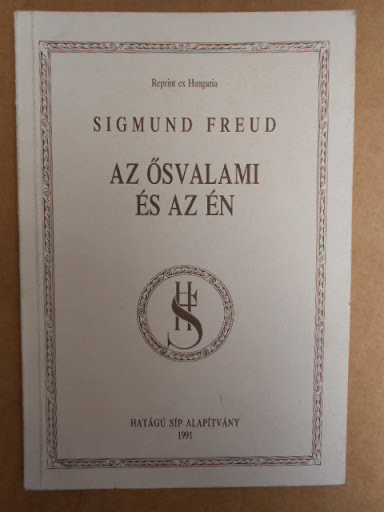 Reprint ex Hungaria
SIGMUND FREUD
AZ ŐSVALAMI
ÉS AZ ÉN
HATÁGÚ SÍP ALAPÍTVÁNY
1991